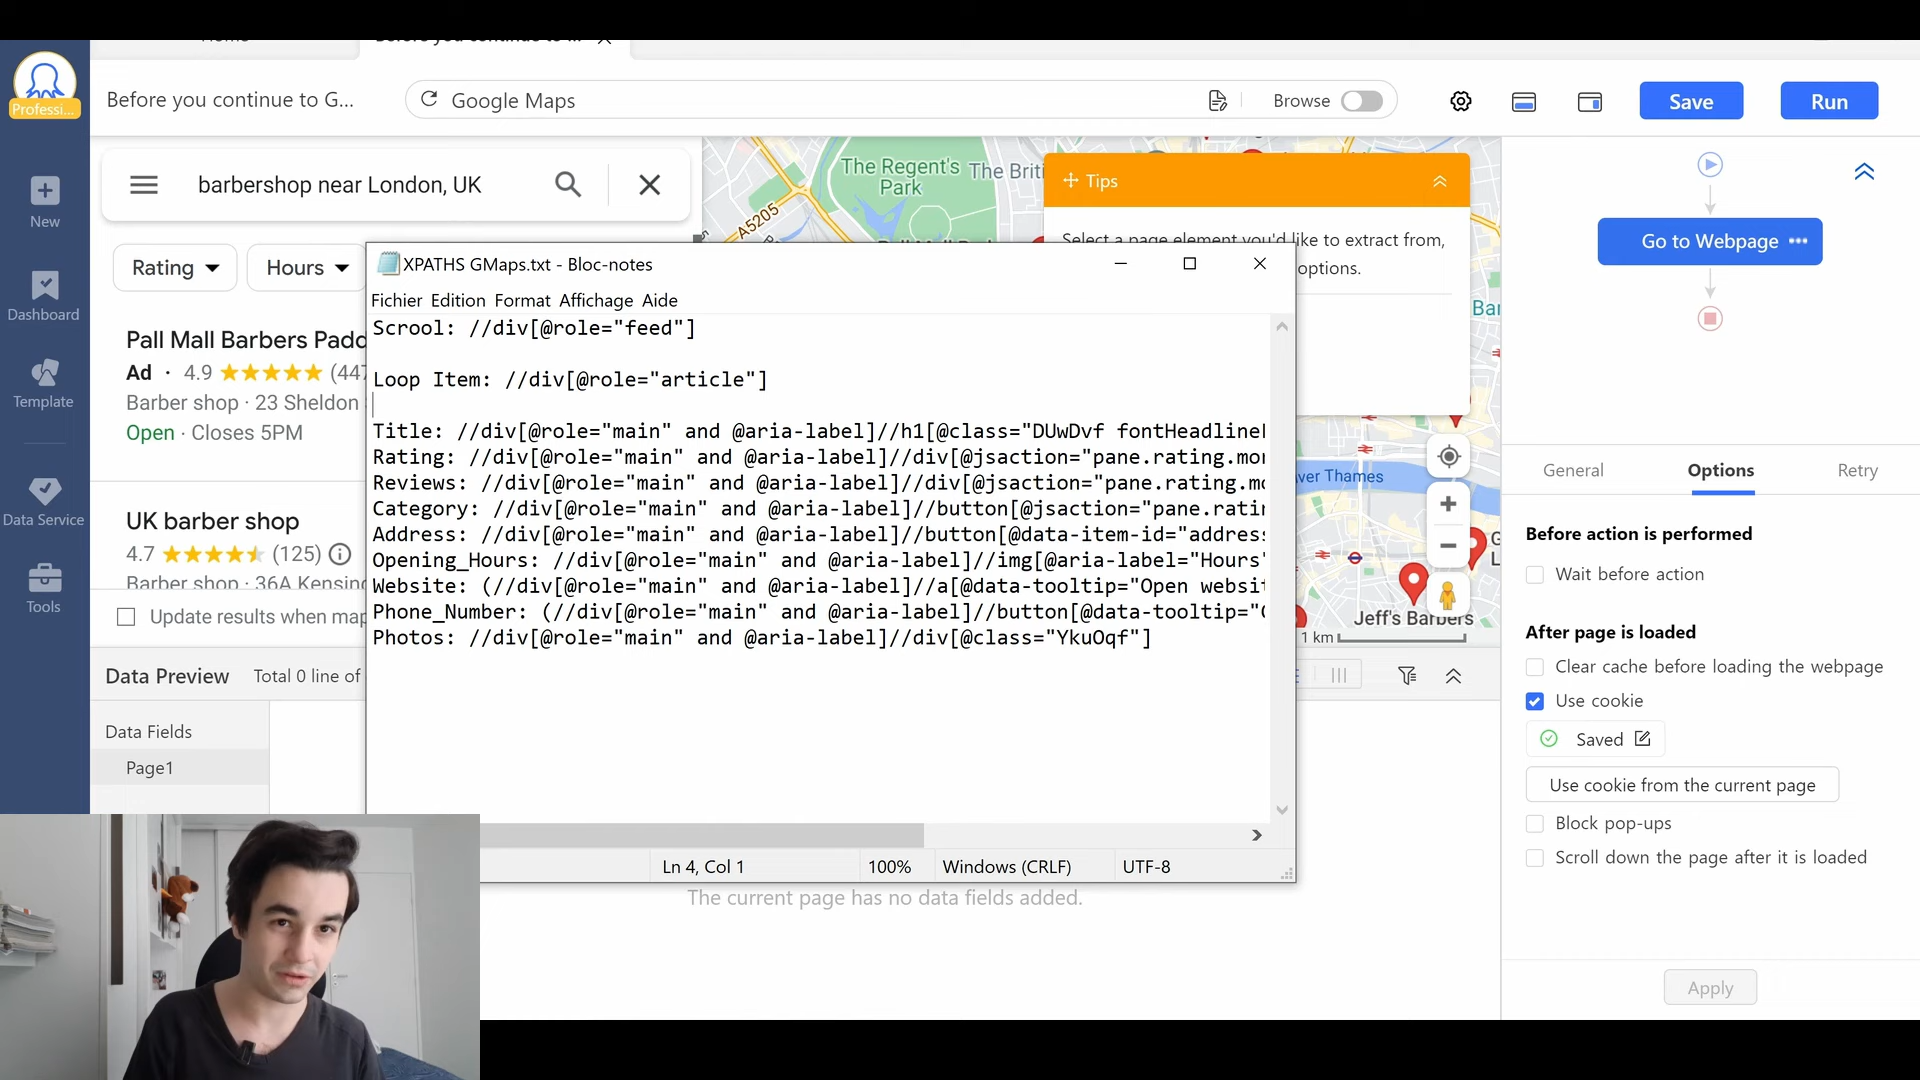 Before you continue to G...
Google Maps
Browse
Save
Run
Professi...
New
Dashboard
Template
Data Service
Tools
barbershop near London, UK
Rating
Hours
Pall Mall Barbers Padd
Ad · 4.9 (447
Barber shop · 23 Sheldon
Open · Closes 5PM
UK barber shop
4.7 (125)
Barber shop · 36A Kensing
Update results when map
Data Preview
Total 0 line of
Data Fields
Page1
The current page has no data fields added.
The Regent's
Park
The Briti
A5205
Tips
Select a page element you'd like to extract from,
options.
ver Thames
Jeff's Barbers
1 km
XPATHS GMaps.txt - Bloc-notes
Fichier Edition Format Affichage Aide
Scrool: //div[@role="feed"]
Loop Item: //div[@role="article"]
Title: //div[@role="main" and @aria-label]//h1[@class="DUwDvf fontHeadlineL
Rating: //div[@role="main" and @aria-label]//div[@jsaction="pane.rating.mor
Reviews: //div[@role="main" and @aria-label]//div[@jsaction="pane.rating.mo
Category: //div[@role="main" and @aria-label]//button[@jsaction="pane.ratin
Address: //div[@role="main" and @aria-label]//button[@data-item-id="address
Opening_Hours: //div[@role="main" and @aria-label]//img[@aria-label="Hours"
Website: (//div[@role="main" and @aria-label]//a[@data-tooltip="Open websit
Phone_Number: (//div[@role="main" and @aria-label]//button[@data-tooltip="C
Photos: //div[@role="main" and @aria-label]//div[@class="YkuOqf"]
Ln 4, Col 1
100%
Windows (CRLF)
UTF-8
Go to Webpage
General
Options
Retry
Before action is performed
Wait before action
After page is loaded
Clear cache before loading the webpage
Use cookie
Saved
Use cookie from the current page
Block pop-ups
Scroll down the page after it is loaded
Apply